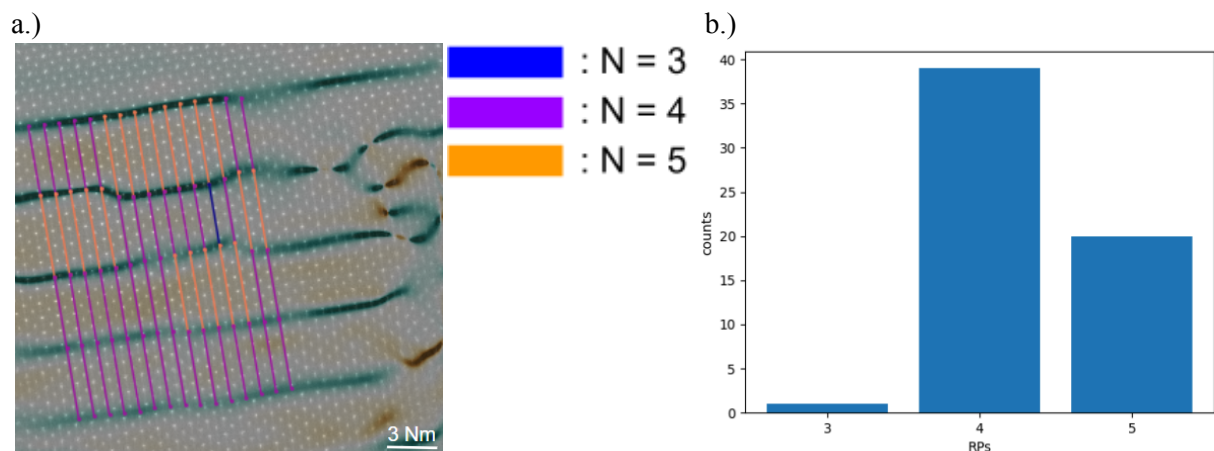 a.)
: N = 3
: N = 4
: N = 5
3 Nm
b.)
40
35
30
25
20
15
10
5
0
counts
3 4 5
RPs